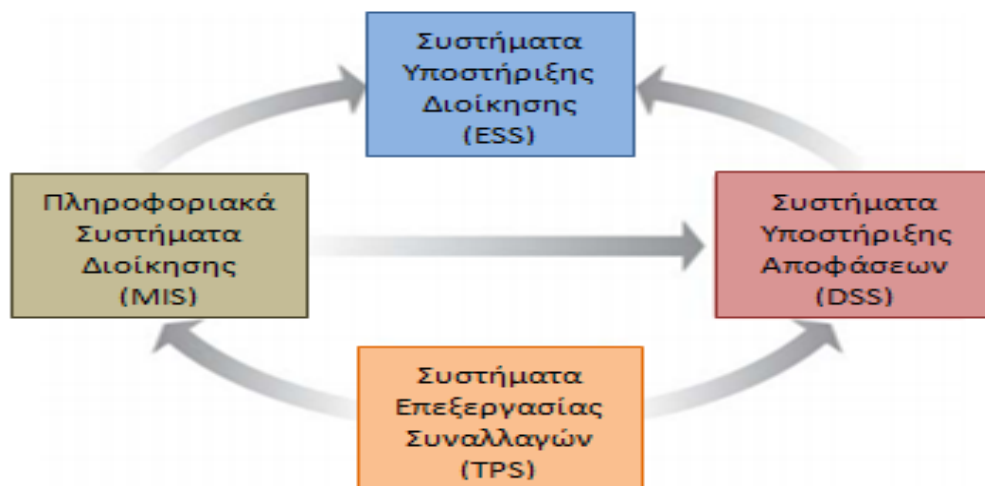 Συστήματα
Υποστήριξης
Διοίκησης
(ESS)
Πληροφοριακά
Συστήματα
Διοίκησης
(MIS)
Συστήματα
Υποστήριξης
Αποφάσεων
(DSS)
Συστήματα
Επεξεργασίας
Συναλλαγών
(TPS)